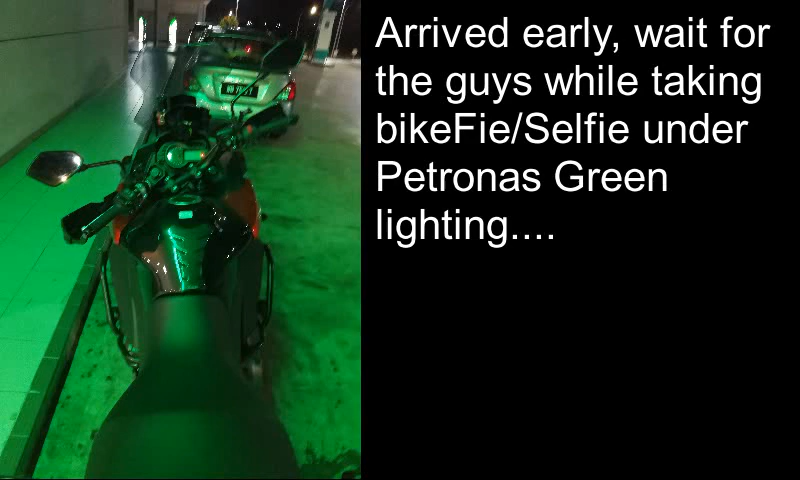 Arrived early, wait for
the guys while taking
bikeFie/Selfie under
Petronas Green
lighting....